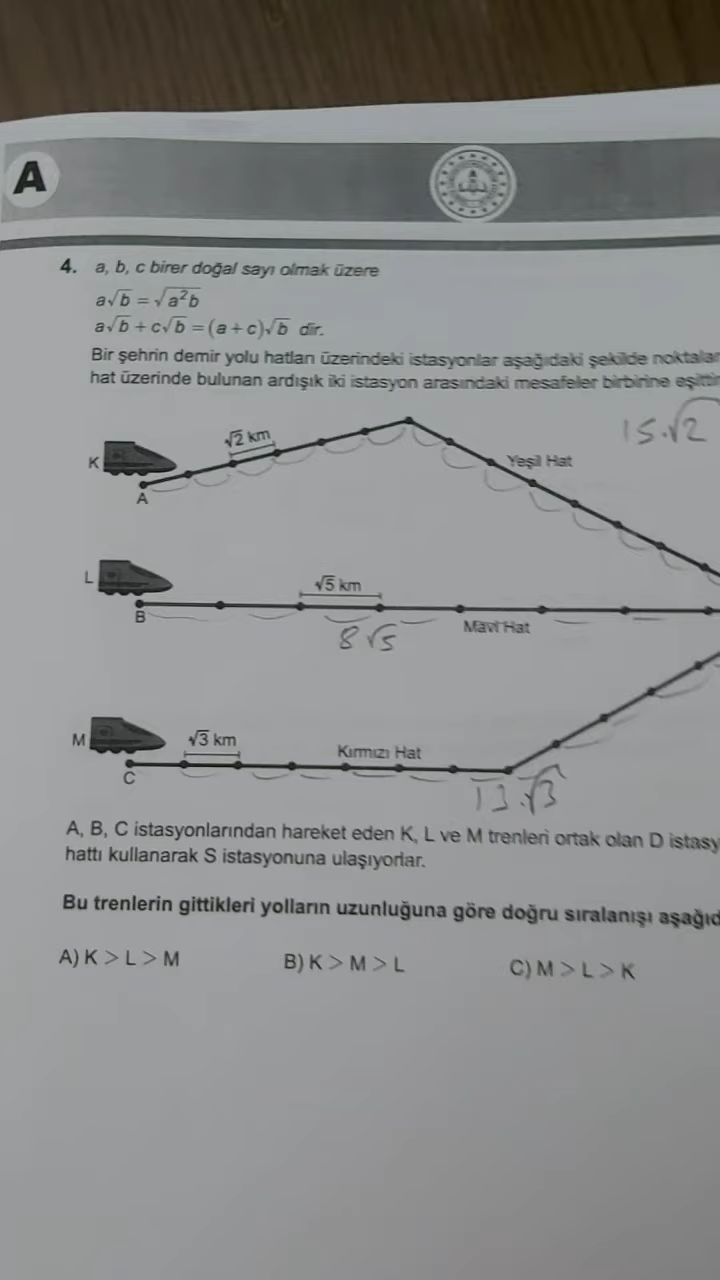 A
4. a, b, c birer doğal sayı olmak üzere
a√b = √a²b
a√b + c√b = (a + c)√b dir.
Bir şehrin demir yolu hatları üzerindeki istasyonlar aşağıdaki şekilde noktalar
hat üzerinde bulunan ardışık iki istasyon arasındaki mesafeler birbirine eşittir
15.√2
√2 km
K
Yeşil Hat
A
L
√5 km
B
Mavi Hat
8√5
M
√3 km
Kırmızı Hat
C
13.√3
A, B, C istasyonlarından hareket eden K, L ve M trenleri ortak olan D istasy
hattı kullanarak S istasyonuna ulaşıyorlar.
Bu trenlerin gittikleri yolların uzunluğuna göre doğru sıralanışı aşağıd
A) K > L > M B) K > M > L C) M > L > K